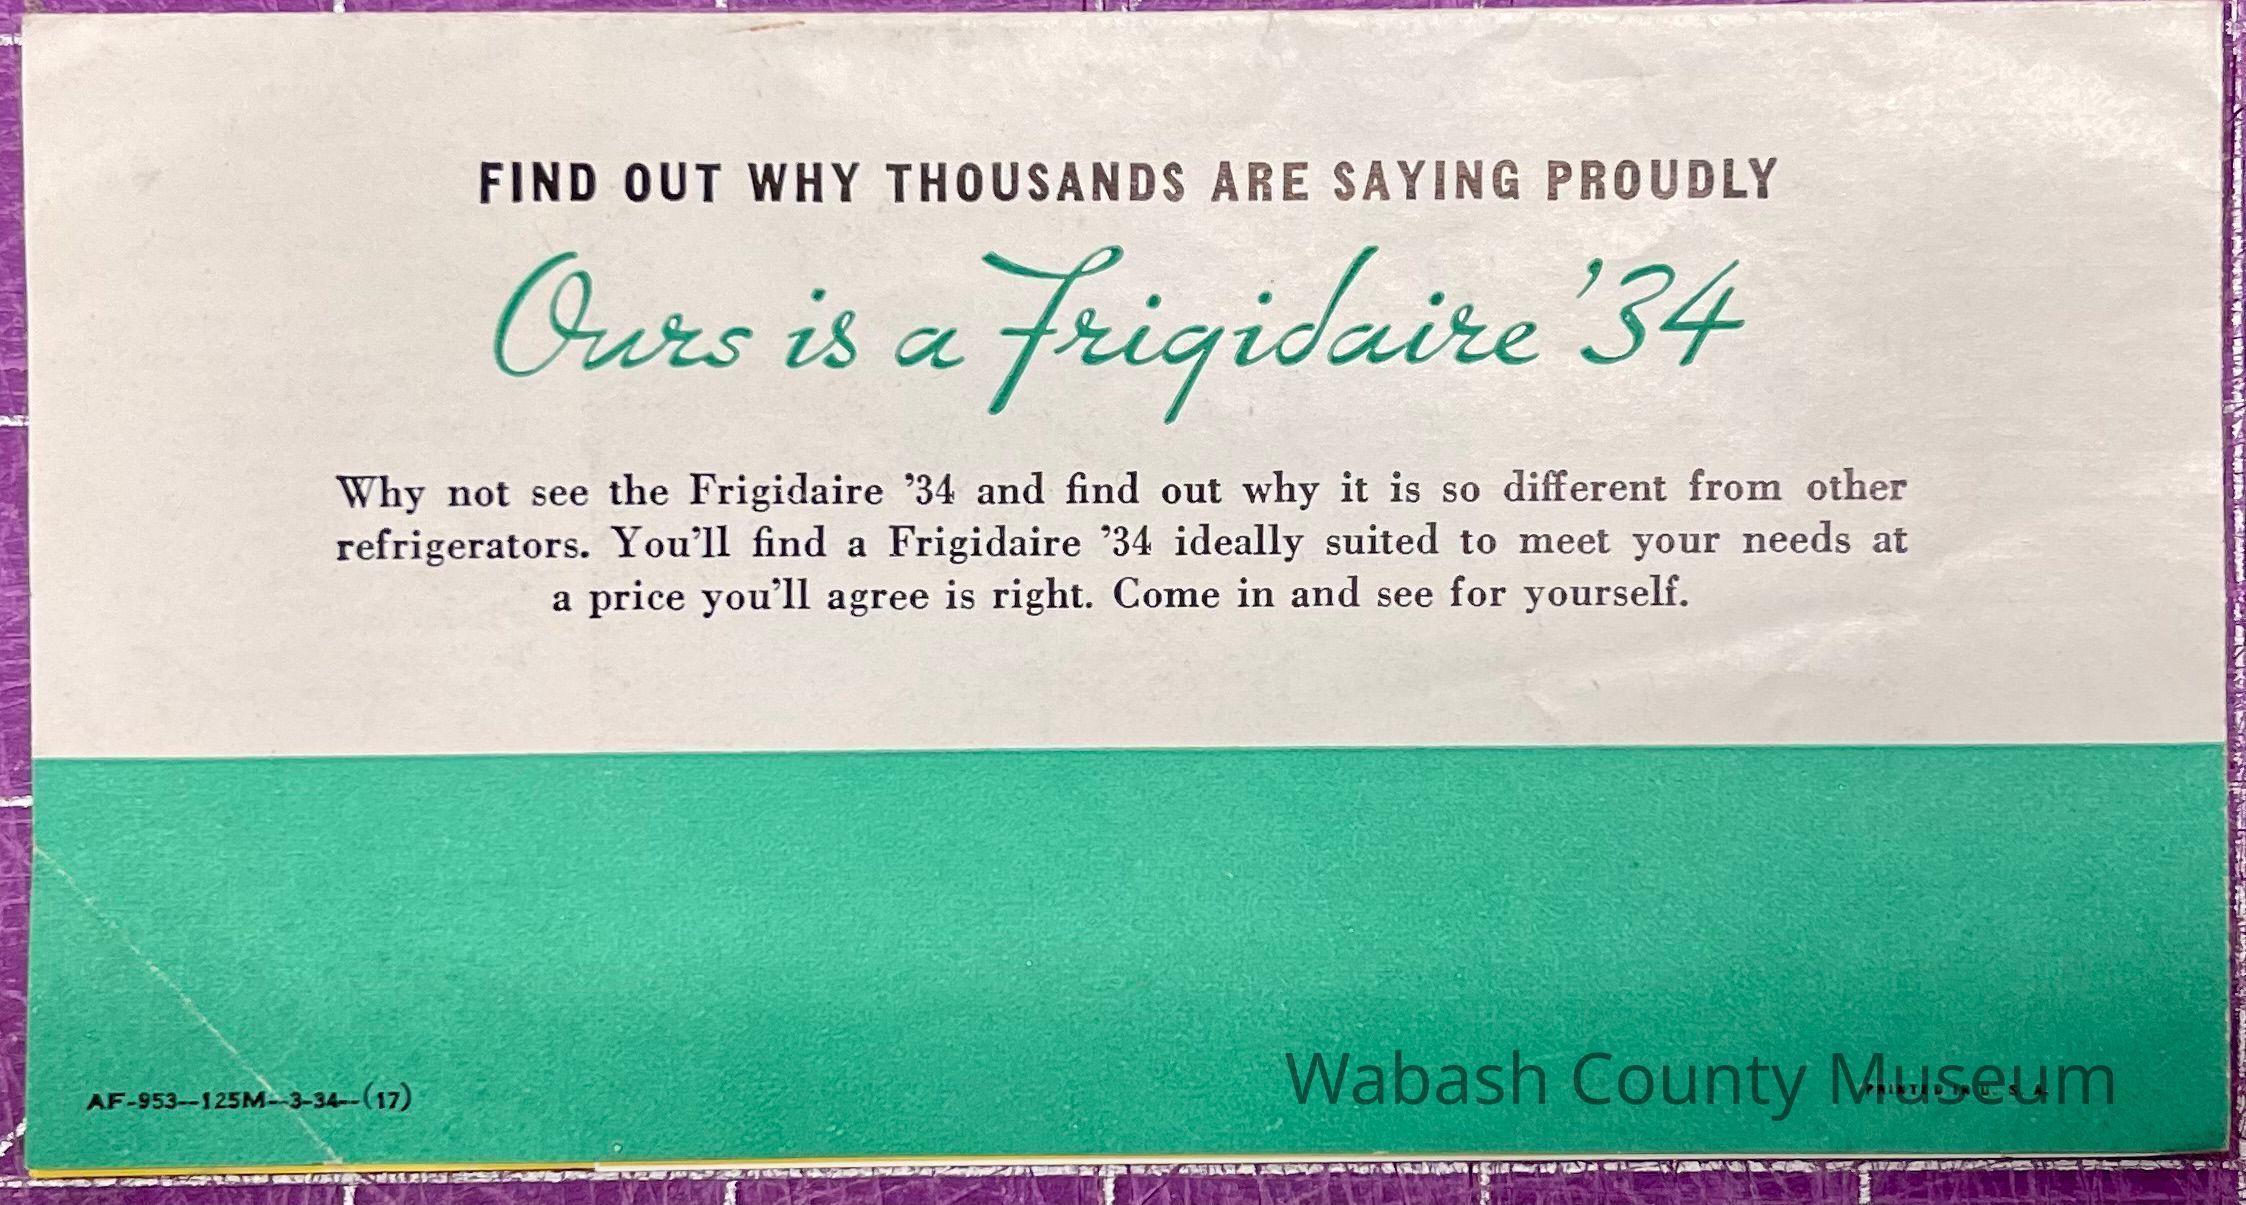 FIND OUT WHY THOUSANDS ARE SAYING PROUDLY
Ours is a Frigidaire '34
Why not see the Frigidaire '34 and find out why it is so different from other
refrigerators. You'll find a Frigidaire '34 ideally suited to meet your needs at
a price you'll agree is right. Come in and see for yourself.
AF-953--125M--3-34--(17)
PRINTED IN U. S. A.
Wabash County Museum